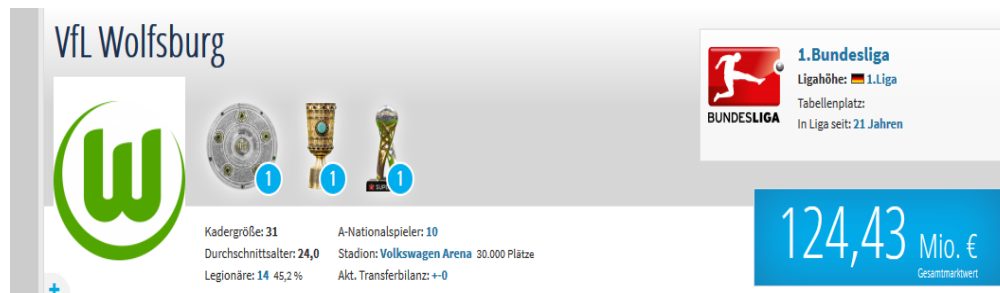 VfL Wolfsburg
1
1
1
SUPER
Kadergröße: 31
Durchschnittsalter: 24,0
Legionäre: 14 45,2 %
A-Nationalspieler: 10
Stadion: Volkswagen Arena 30.000 Plätze
Akt. Transferbilanz: +-0
BUNDESLIGA
1.Bundesliga
Ligahöhe: 1.Liga
Tabellenplatz:
In Liga seit: 21 Jahren
124,43 Mio. €
Gesamtmarktwert
+